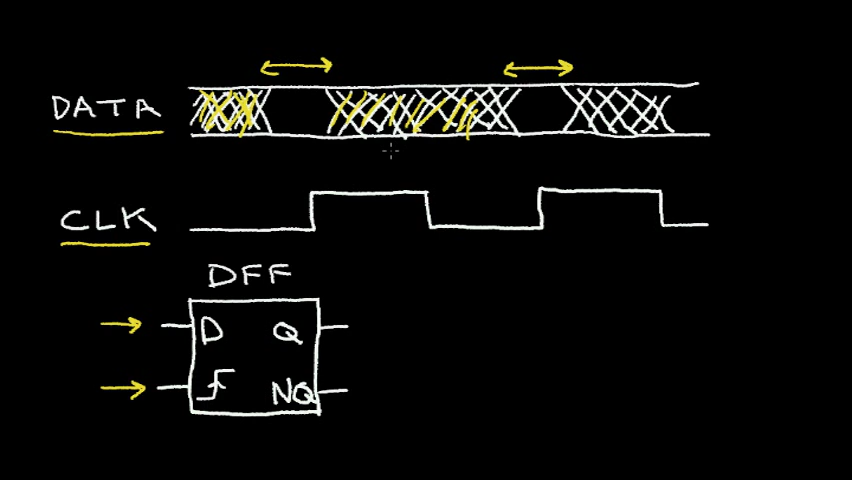 DATA
CLK
DFF
D Q
NQ